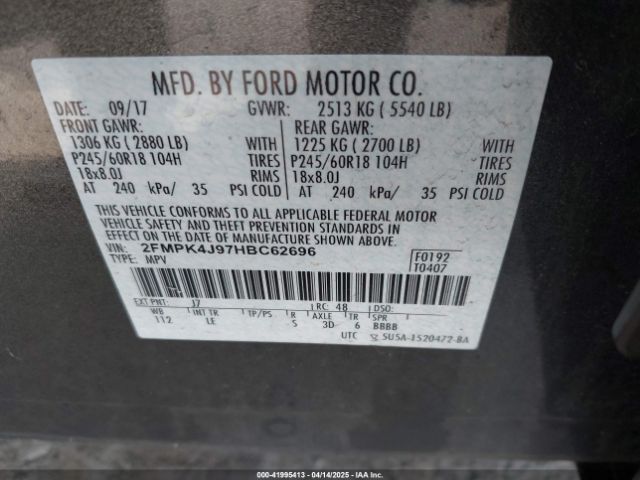 MFD. BY FORD MOTOR CO.
DATE: 09/17 GVWR: 2513 KG ( 5540 LB)
FRONT GAWR: REAR GAWR:
1306 KG ( 2880 LB) WITH 1225 KG ( 2700 LB) WITH
P245/60R18 104H TIRES P245/60R18 104H TIRES
18x8.0J RIMS 18x8.0J RIMS
AT 240 kPa/ 35 PSI COLD AT 240 kPa/ 35 PSI COLD
THIS VEHICLE CONFORMS TO ALL APPLICABLE FEDERAL MOTOR
VEHICLE SAFETY AND THEFT PREVENTION STANDARDS IN
EFFECT ON THE DATE OF MANUFACTURE SHOWN ABOVE.
VIN: 2FMPK4J97HBC62696 F0192
TYPE: MPV T0407
EXT PNT: J7 RC: 48 DSO:
WB INT TR TP/PS R AXLE TR SPR
112 LE S 3D 6 BBBB
UTC 5U5A-1520472-BA
000-41995413 04/14/2025 IAAI.COM